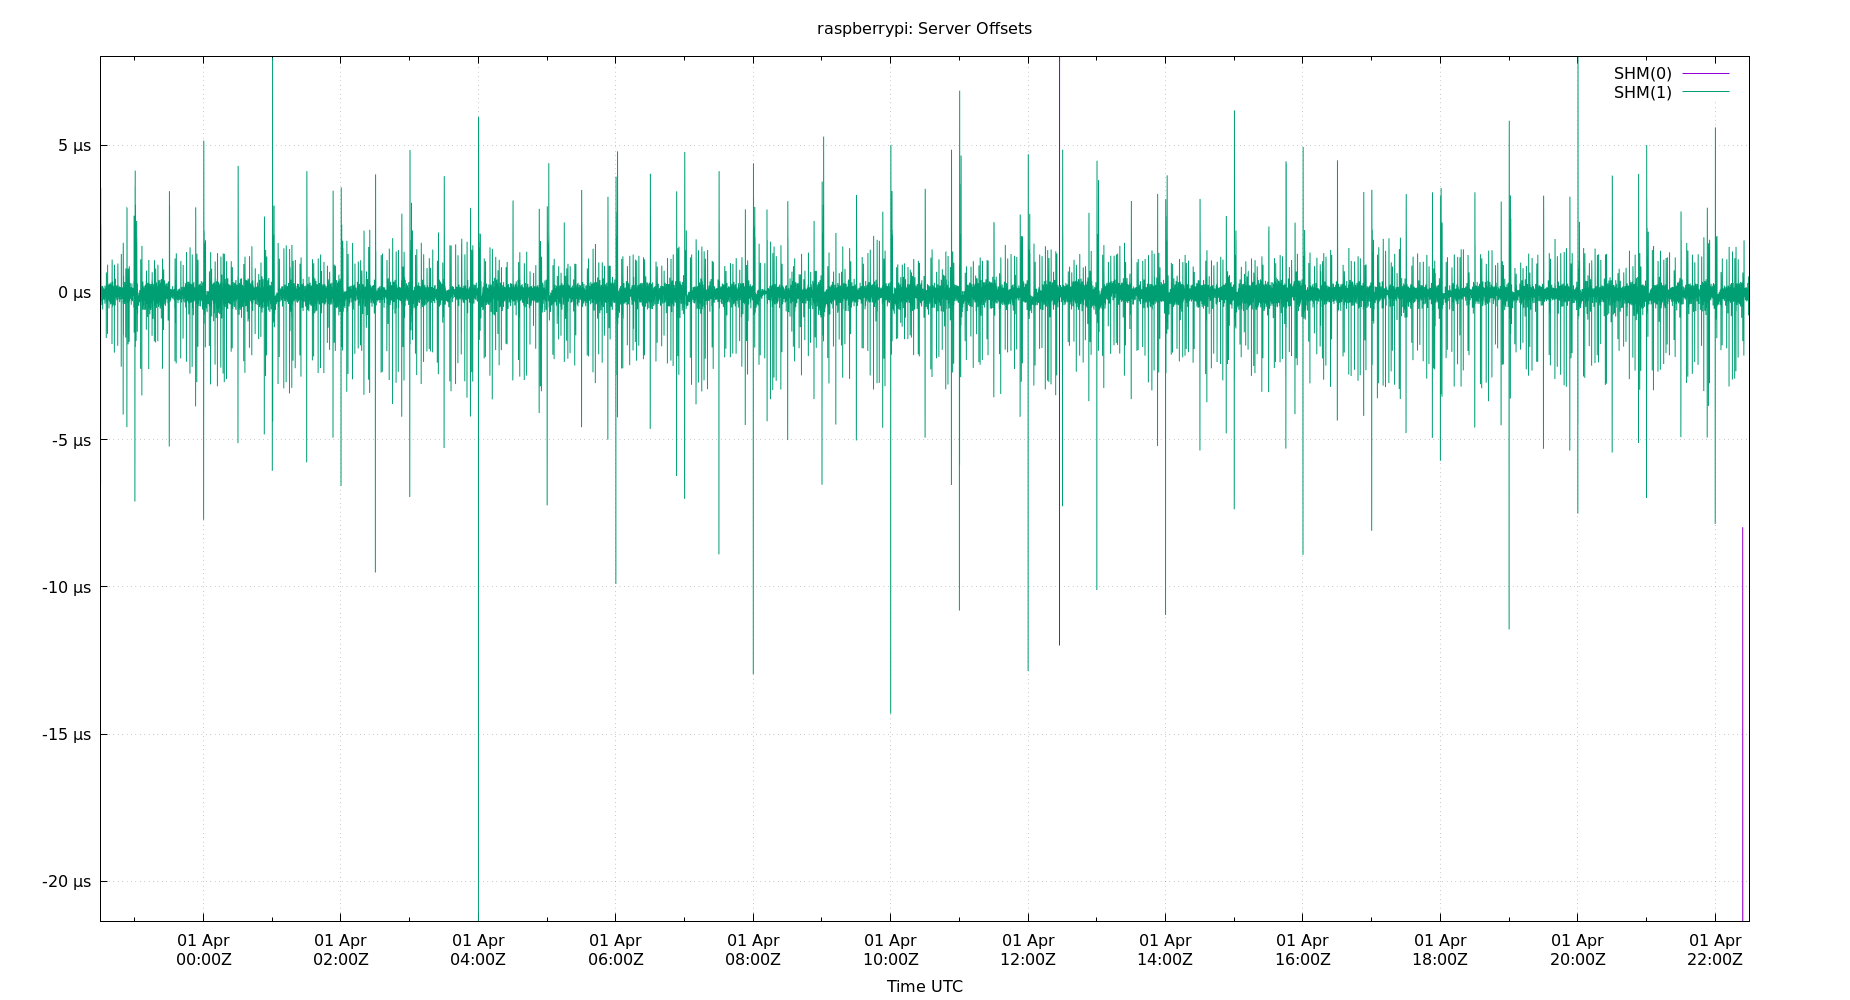 raspberrypi: Server Offsets
SHM(0)
SHM(1)
5 µs
0 µs
-5 µs
-10 µs
-15 µs
-20 µs
01 Apr 01 Apr 01 Apr 01 Apr 01 Apr 01 Apr 01 Apr 01 Apr 01 Apr 01 Apr 01 Apr 01 Apr
00:00Z 02:00Z 04:00Z 06:00Z 08:00Z 10:00Z 12:00Z 14:00Z 16:00Z 18:00Z 20:00Z 22:00Z
Time UTC